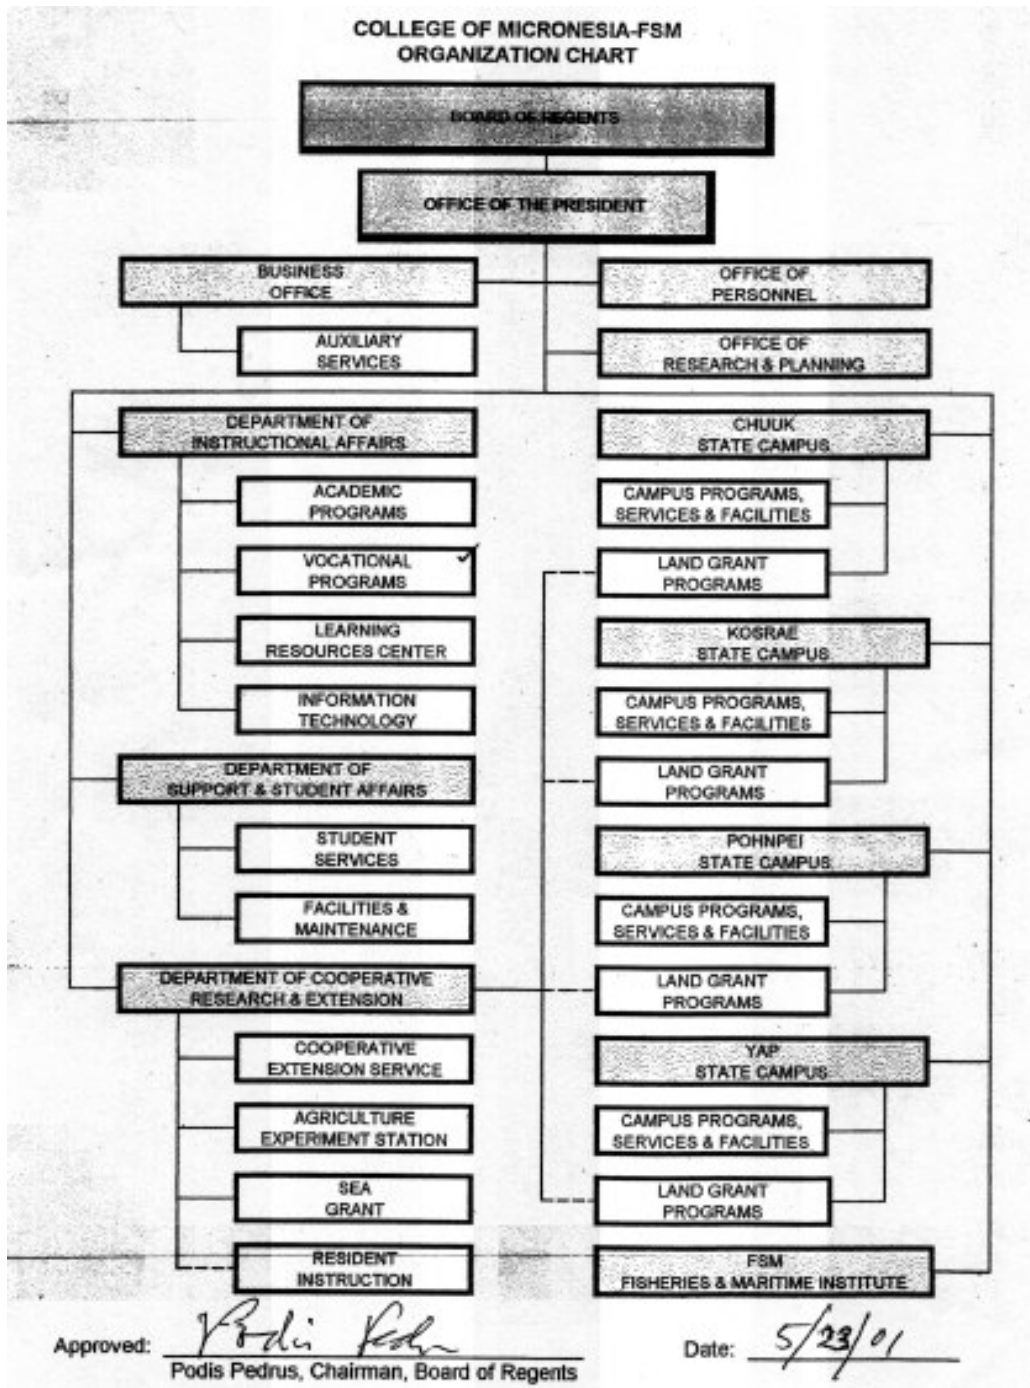 COLLEGE OF MICRONESIA-FSM
ORGANIZATION CHART
BOARD OF REGENTS
OFFICE OF THE PRESIDENT
BUSINESS
OFFICE
OFFICE OF
PERSONNEL
AUXILIARY
SERVICES
OFFICE OF
RESEARCH & PLANNING
DEPARTMENT OF
INSTRUCTIONAL AFFAIRS
ACADEMIC
PROGRAMS
VOCATIONAL
PROGRAMS
LEARNING
RESOURCES CENTER
INFORMATION
TECHNOLOGY
DEPARTMENT OF
SUPPORT & STUDENT AFFAIRS
STUDENT
SERVICES
FACILITIES &
MAINTENANCE
DEPARTMENT OF COOPERATIVE
RESEARCH & EXTENSION
COOPERATIVE
EXTENSION SERVICE
AGRICULTURE
EXPERIMENT STATION
SEA
GRANT
RESIDENT
INSTRUCTION
CHUUK
STATE CAMPUS
CAMPUS PROGRAMS,
SERVICES & FACILITIES
LAND GRANT
PROGRAMS
KOSRAE
STATE CAMPUS
CAMPUS PROGRAMS,
SERVICES & FACILITIES
LAND GRANT
PROGRAMS
POHNPEI
STATE CAMPUS
CAMPUS PROGRAMS,
SERVICES & FACILITIES
LAND GRANT
PROGRAMS
YAP
STATE CAMPUS
CAMPUS PROGRAMS,
SERVICES & FACILITIES
LAND GRANT
PROGRAMS
FSM
FISHERIES & MARITIME INSTITUTE
Approved: Podis Pedrus
Podis Pedrus, Chairman, Board of Regents
Date: 5/23/01